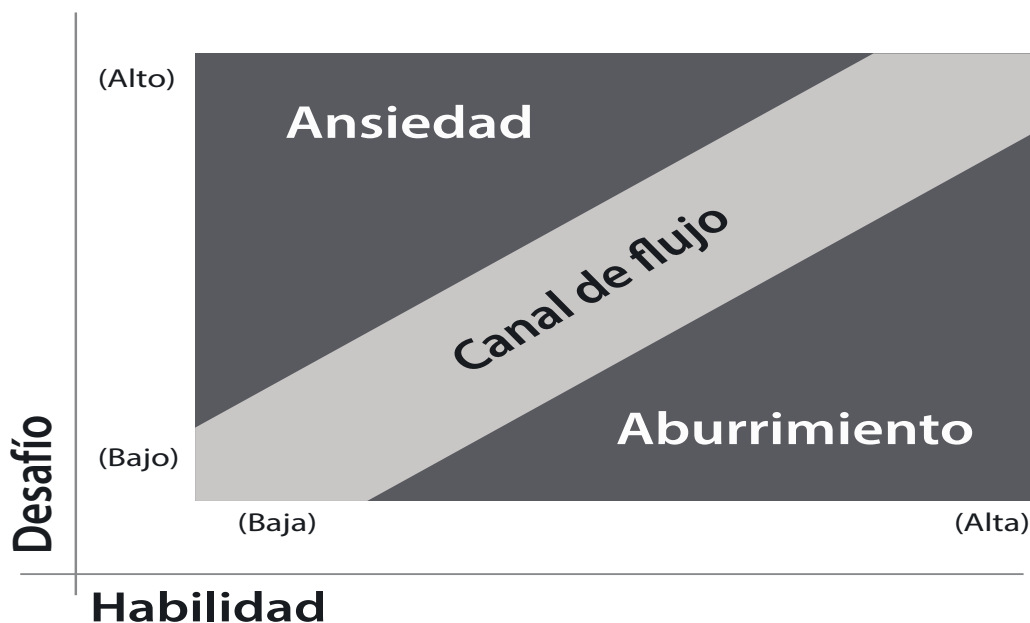 (Alto)
Ansiedad
Canal de flujo
Aburrimiento
Desafío
(Bajo)
(Baja)
(Alta)
Habilidad